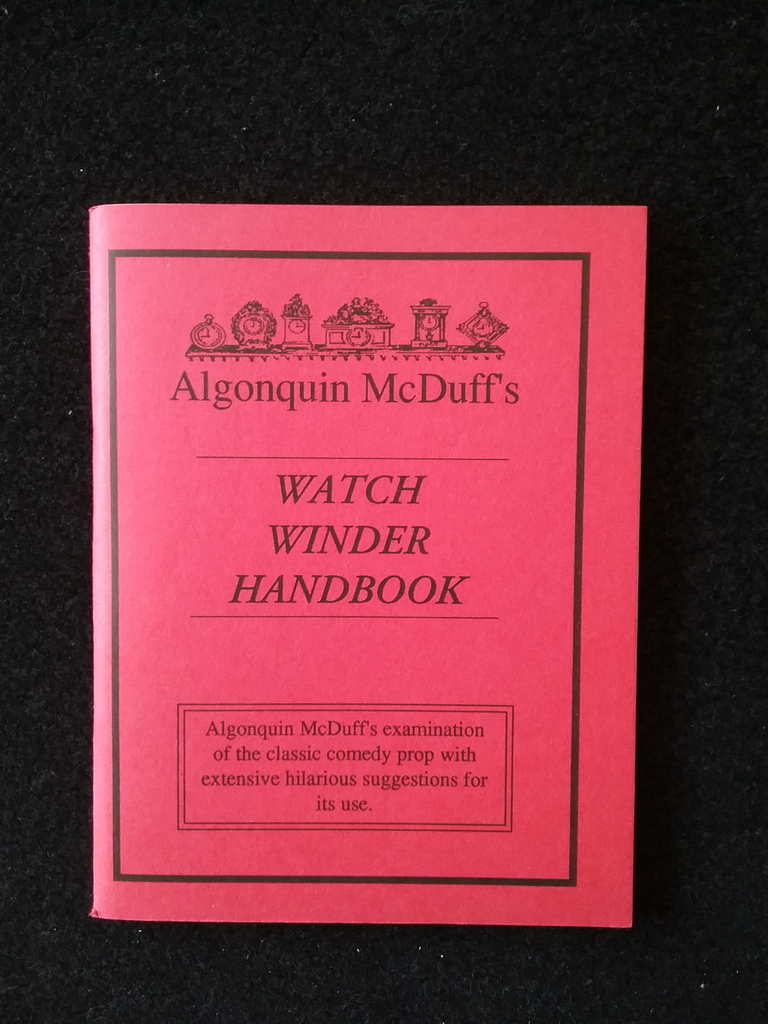 Algonquin McDuff's
WATCH
WINDER
HANDBOOK
Algonquin McDuff's examination
of the classic comedy prop with
extensive hilarious suggestions for
its use.